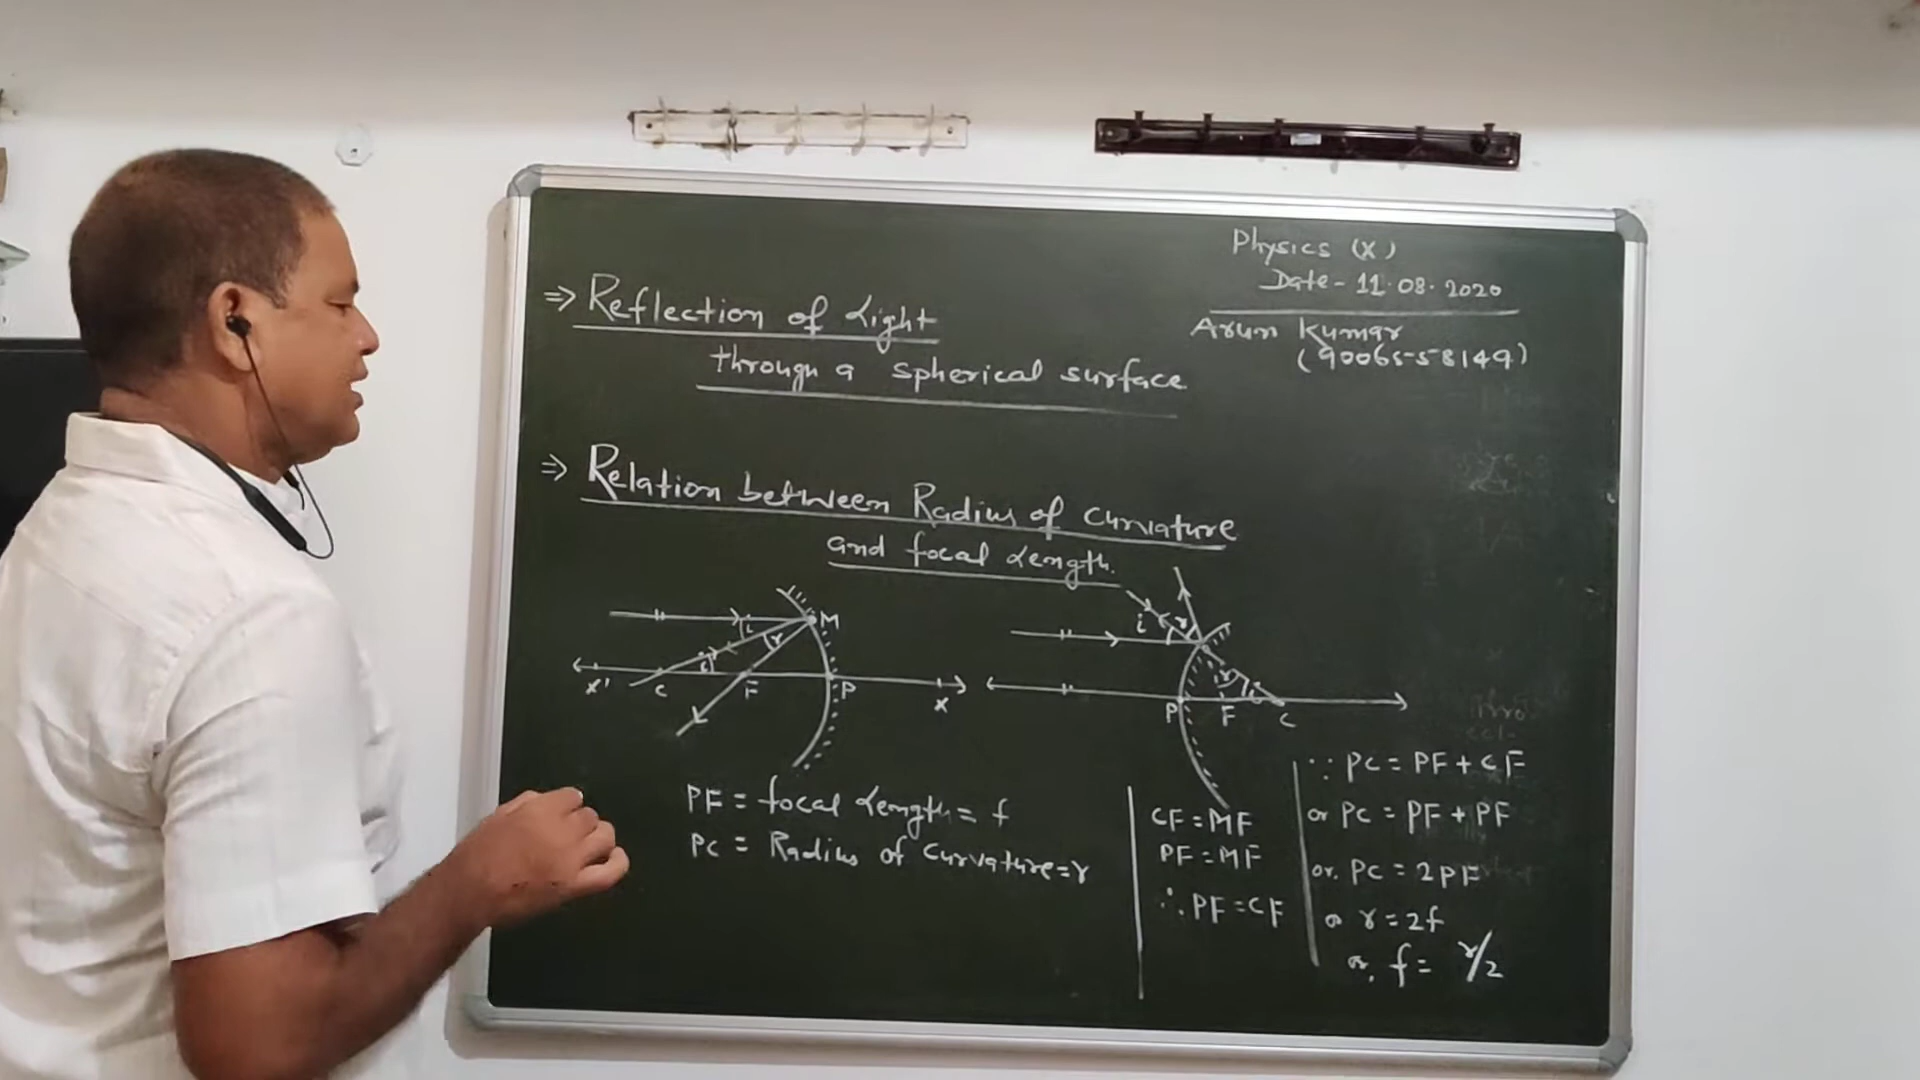 Physics (X)
Date - 11.08.2020
Arun Kumar
(90065-58149)
⇒ Reflection of Light
through a spherical surface
⇒ Relation between Radius of Curvature
and focal Length.
M
i
r
i
X'
C
F
P
X
i
r
r
i
P
F
C
PF = focal Length = f
PC = Radius of Curvature = r
CF = MF
PF = MF
∴ PF = CF
∵ PC = PF + CF
or PC = PF + PF
or, PC = 2PF
or r = 2f
or, f = r/2